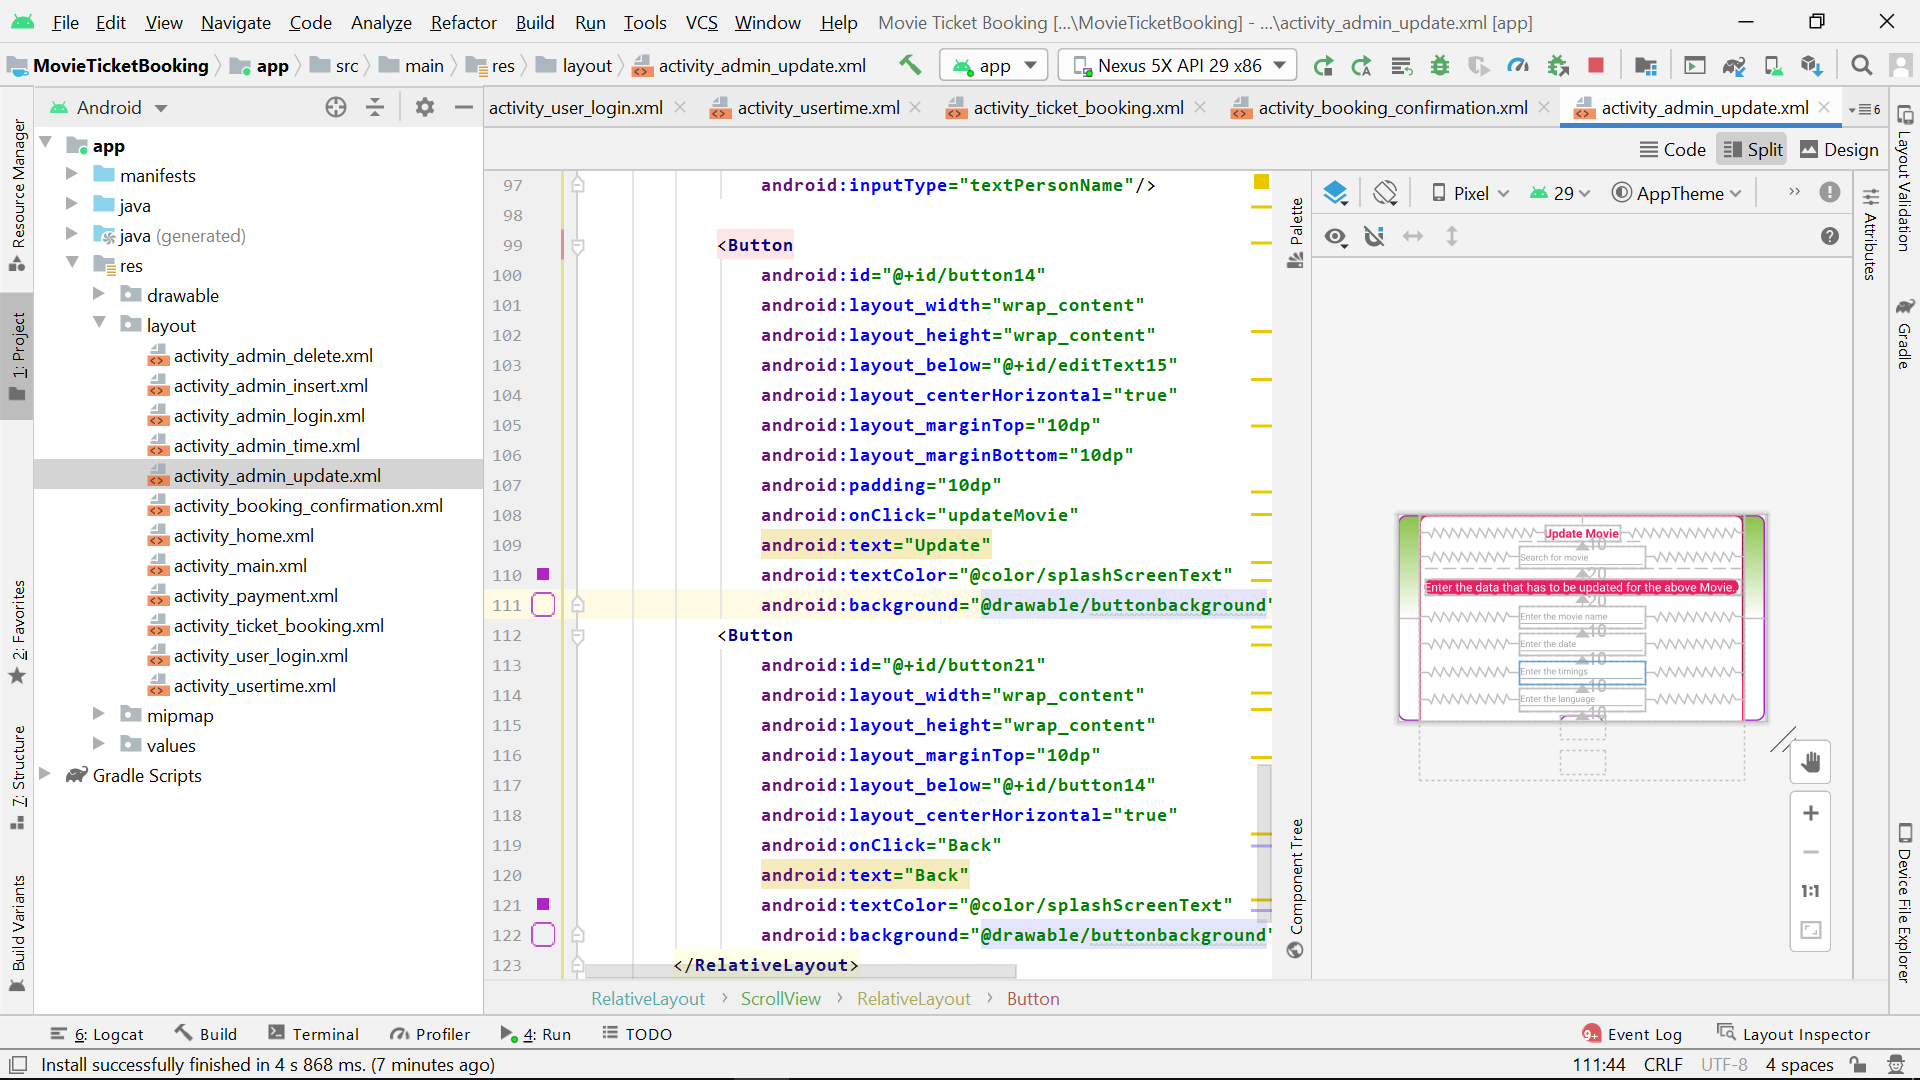 File Edit View Navigate Code Analyze Refactor Build Run Tools VCS Window Help Movie Ticket Booking [...\MovieTicketBooking] - ...\activity_admin_update.xml [app]
MovieTicketBooking app src main res layout activity_admin_update.xml app Nexus 5X API 29 x86
Android
activity_user_login.xml activity_usertime.xml activity_ticket_booking.xml activity_booking_confirmation.xml activity_admin_update.xml 6
Code Split Design
Resource Manager
1: Project
2: Favorites
7: Structure
Build Variants
app
manifests
java
java (generated)
res
drawable
layout
activity_admin_delete.xml
activity_admin_insert.xml
activity_admin_login.xml
activity_admin_time.xml
activity_admin_update.xml
activity_booking_confirmation.xml
activity_home.xml
activity_main.xml
activity_payment.xml
activity_ticket_booking.xml
activity_user_login.xml
activity_usertime.xml
mipmap
values
Gradle Scripts
97 android:inputType="textPersonName"/>
98
99 <Button
100 android:id="@+id/button14"
101 android:layout_width="wrap_content"
102 android:layout_height="wrap_content"
103 android:layout_below="@+id/editText15"
104 android:layout_centerHorizontal="true"
105 android:layout_marginTop="10dp"
106 android:layout_marginBottom="10dp"
107 android:padding="10dp"
108 android:onClick="updateMovie"
109 android:text="Update"
110 android:textColor="@color/splashScreenText"
111 android:background="@drawable/buttonbackground"
112 <Button
113 android:id="@+id/button21"
114 android:layout_width="wrap_content"
115 android:layout_height="wrap_content"
116 android:layout_marginTop="10dp"
117 android:layout_below="@+id/button14"
118 android:layout_centerHorizontal="true"
119 android:onClick="Back"
120 android:text="Back"
121 android:textColor="@color/splashScreenText"
122 android:background="@drawable/buttonbackground"
123 </RelativeLayout>
RelativeLayout ScrollView RelativeLayout Button
Palette
Component Tree
Pixel 29 AppTheme
Update Movie
10
Search for movie
20
Enter the data that has to be updated for the above Movie.
20
Enter the movie name
10
Enter the date
10
Enter the timings
10
Enter the language
10
1:1
Attributes
Layout Validation
Gradle
Device File Explorer
6: Logcat Build Terminal Profiler 4: Run TODO 9+ Event Log Layout Inspector
Install successfully finished in 4 s 868 ms. (7 minutes ago) 111:44 CRLF UTF-8 4 spaces